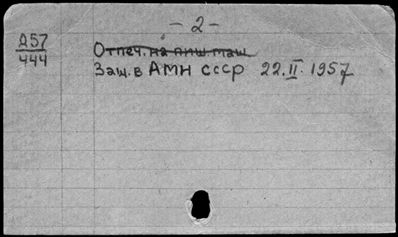 - 2 -
Д57
444
Отпеч. на пиш. маш.
Защ. в АМН СССР 22.II.1957